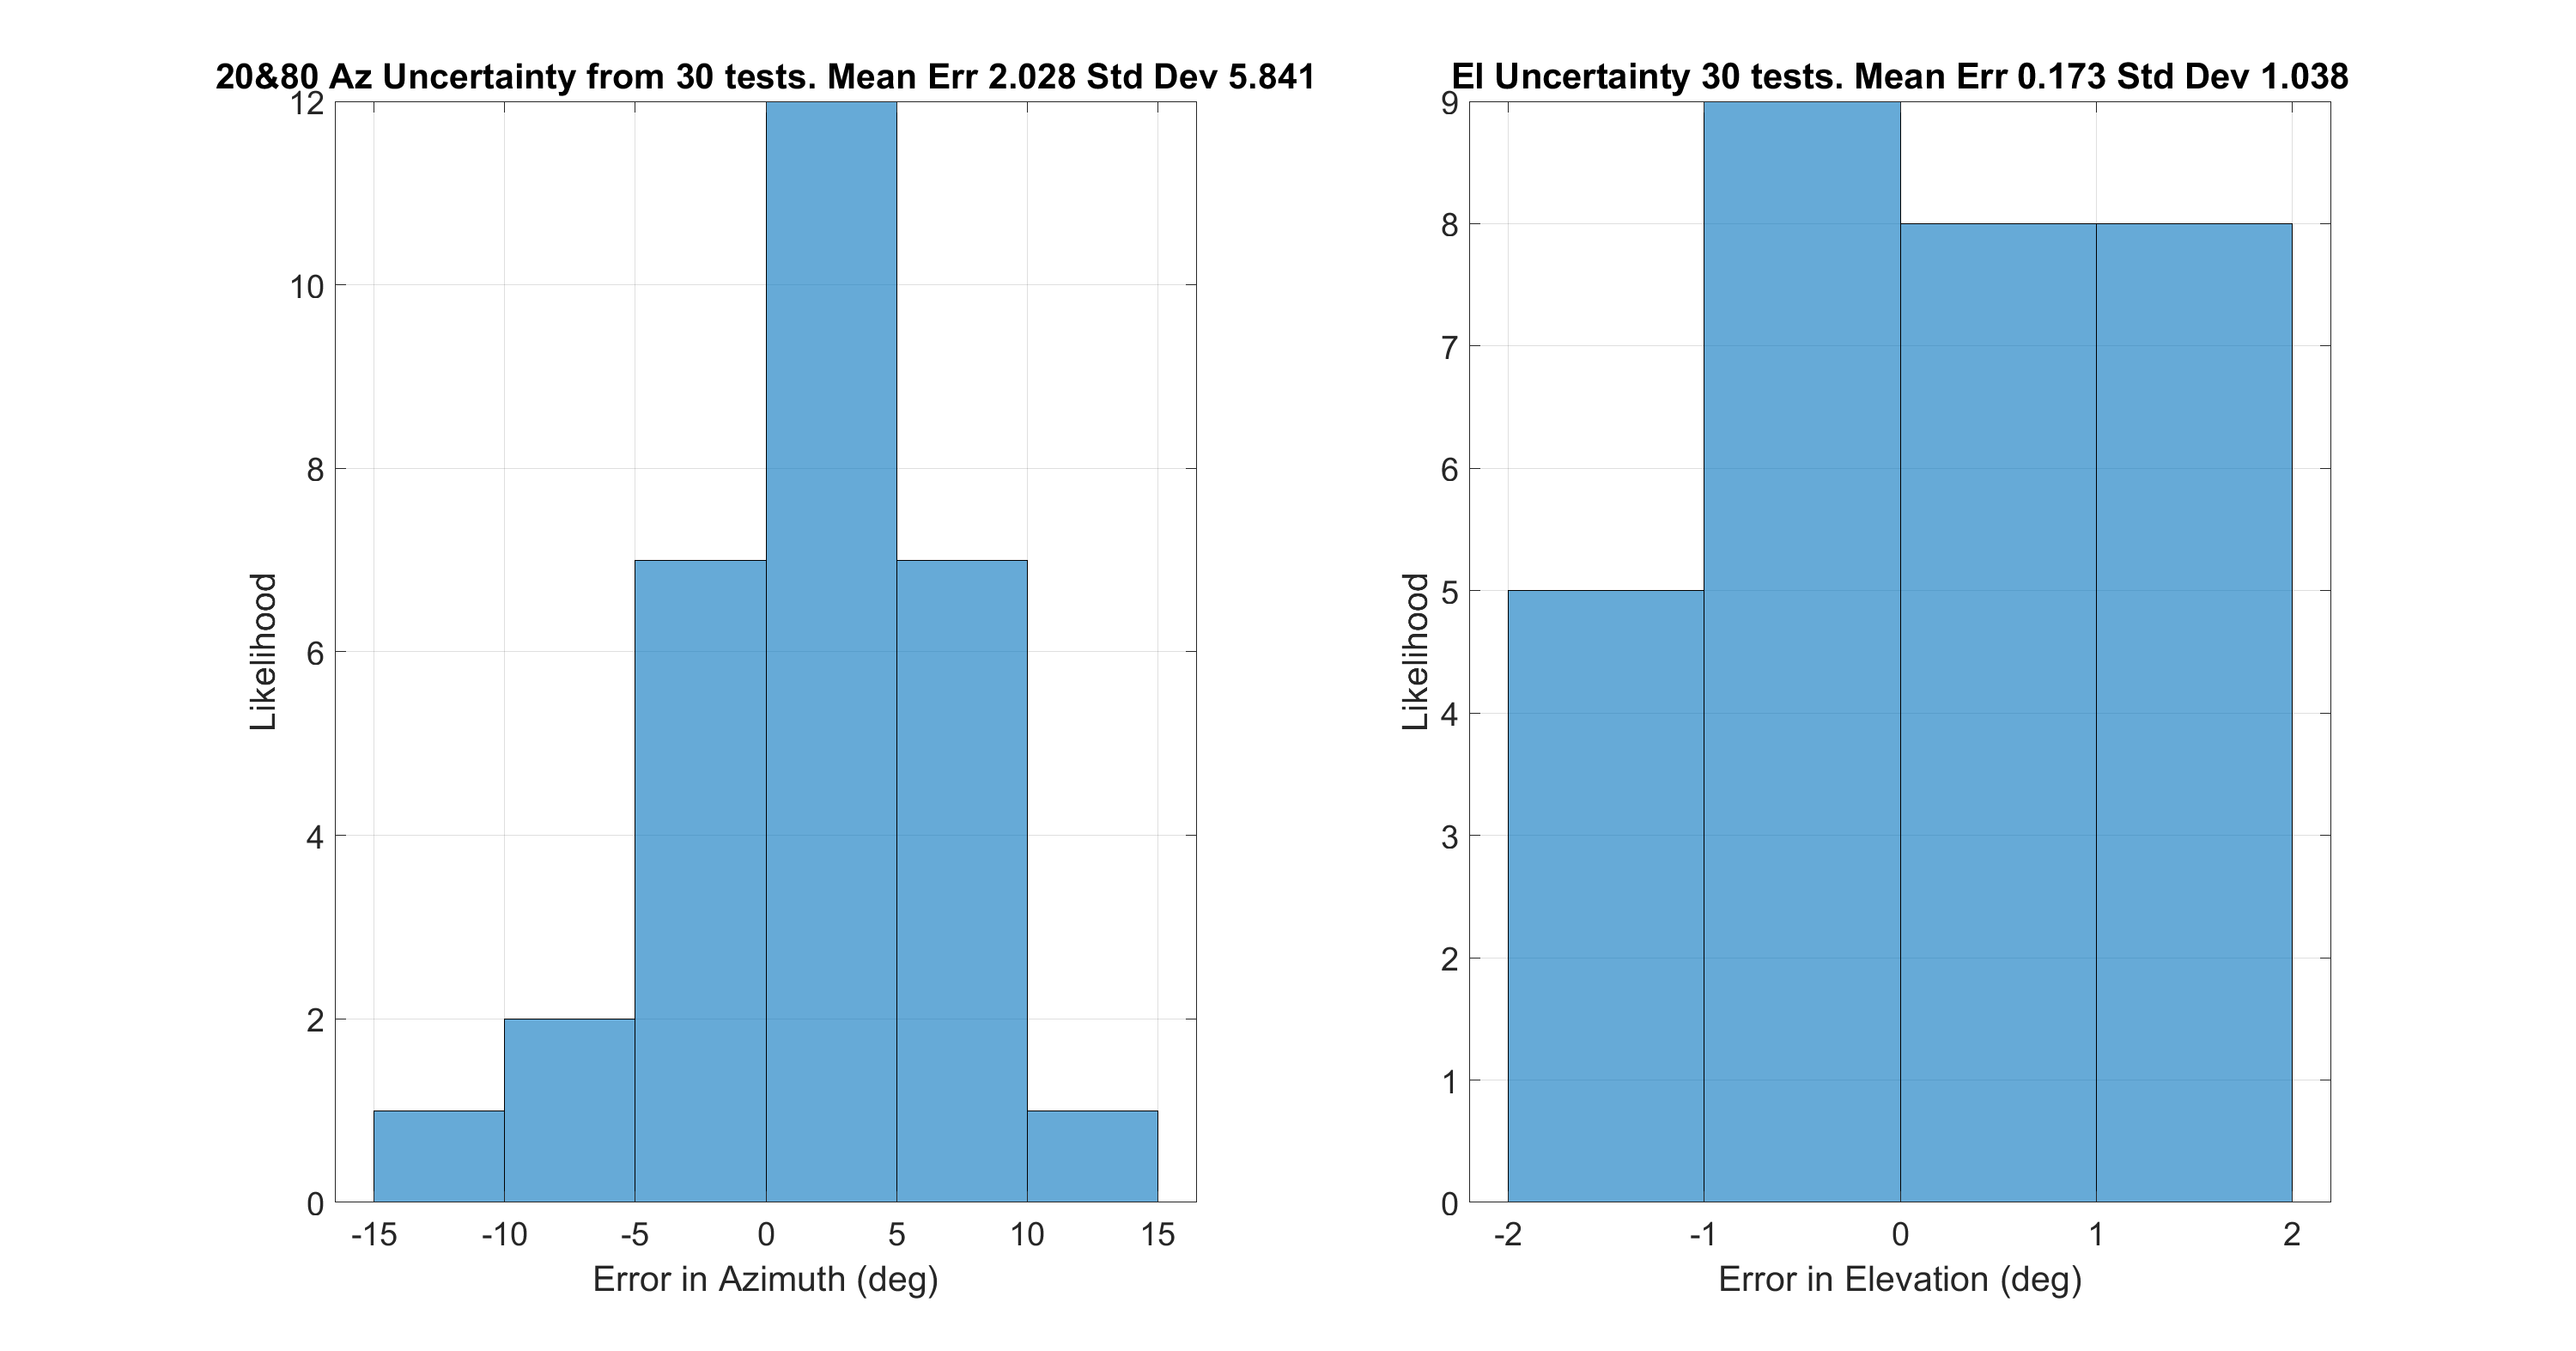 20&80 Az Uncertainty from 30 tests. Mean Err 2.028 Std Dev 5.841
12
10
8
6
4
2
0
Likelihood
-15 -10 -5 0 5 10 15
Error in Azimuth (deg)
El Uncertainty 30 tests. Mean Err 0.173 Std Dev 1.038
9
8
7
6
5
4
3
2
1
0
Likelihood
-2 -1 0 1 2
Error in Elevation (deg)